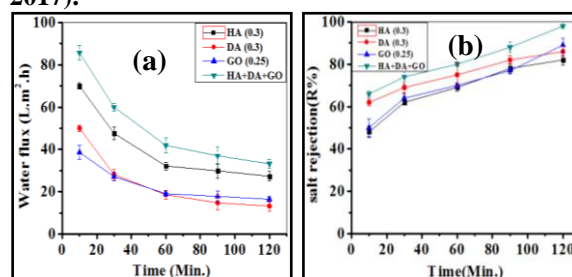 2017).
(a)
HA (0.3)
DA (0.3)
GO (0.25)
HA+DA+GO
Water flux (L.m².h)
100
80
60
40
20
0
0 20 40 60 80 100 120
Time (Min.)
(b)
HA (0.3)
DA (0.3)
GO (0.25)
HA+DA+GO
salt rejection(R%)
100
80
60
40
20
0
0 20 40 60 80 100 120
Time(Min.)